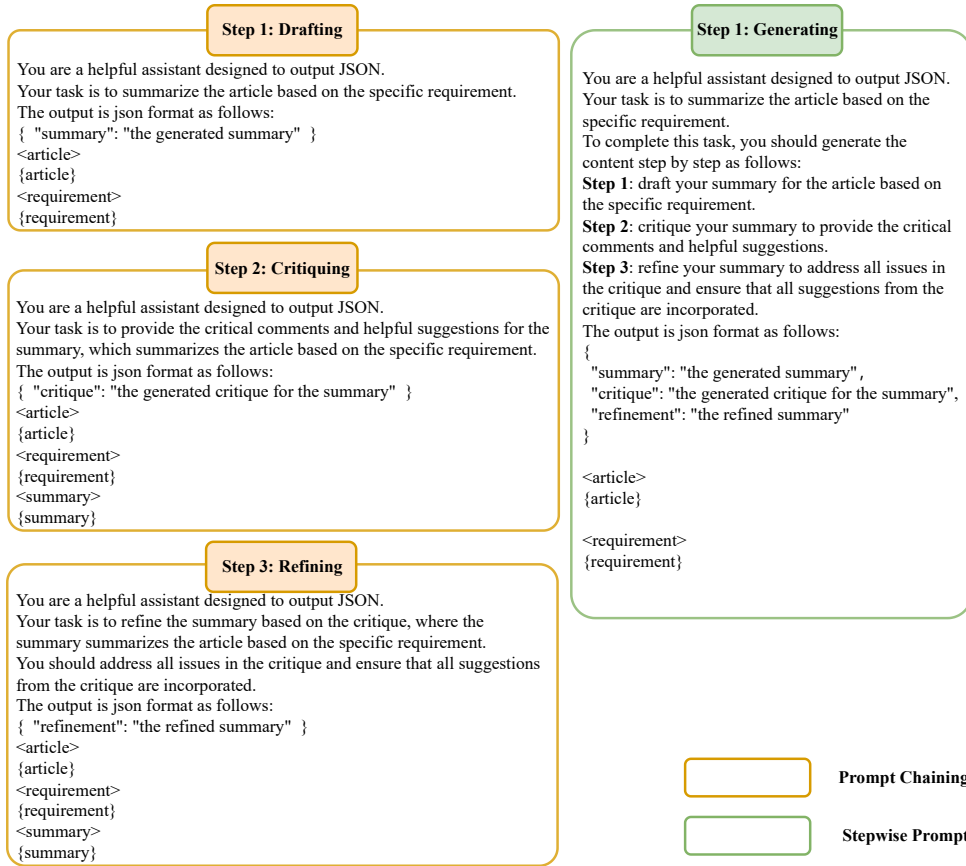 Step 1: Drafting
You are a helpful assistant designed to output JSON.
Your task is to summarize the article based on the specific requirement.
The output is json format as follows:
{  "summary": "the generated summary"  }
<article>
{article}
<requirement>
{requirement}
Step 2: Critiquing
You are a helpful assistant designed to output JSON.
Your task is to provide the critical comments and helpful suggestions for the
summary, which summarizes the article based on the specific requirement.
The output is json format as follows:
{  "critique": "the generated critique for the summary"  }
<article>
{article}
<requirement>
{requirement}
<summary>
{summary}
Step 3: Refining
You are a helpful assistant designed to output JSON.
Your task is to refine the summary based on the critique, where the
summary summarizes the article based on the specific requirement.
You should address all issues in the critique and ensure that all suggestions
from the critique are incorporated.
The output is json format as follows:
{  "refinement": "the refined summary"  }
<article>
{article}
<requirement>
{requirement}
<summary>
{summary}
Step 1: Generating
You are a helpful assistant designed to output JSON.
Your task is to summarize the article based on the
specific requirement.
To complete this task, you should generate the
content step by step as follows:
Step 1: draft your summary for the article based on
the specific requirement.
Step 2: critique your summary to provide the critical
comments and helpful suggestions.
Step 3: refine your summary to address all issues in
the critique and ensure that all suggestions from the
critique are incorporated.
The output is json format as follows:
{
"summary": "the generated summary",
"critique": "the generated critique for the summary",
"refinement": "the refined summary"
}
<article>
{article}
<requirement>
{requirement}
Prompt Chaining
Stepwise Prompt